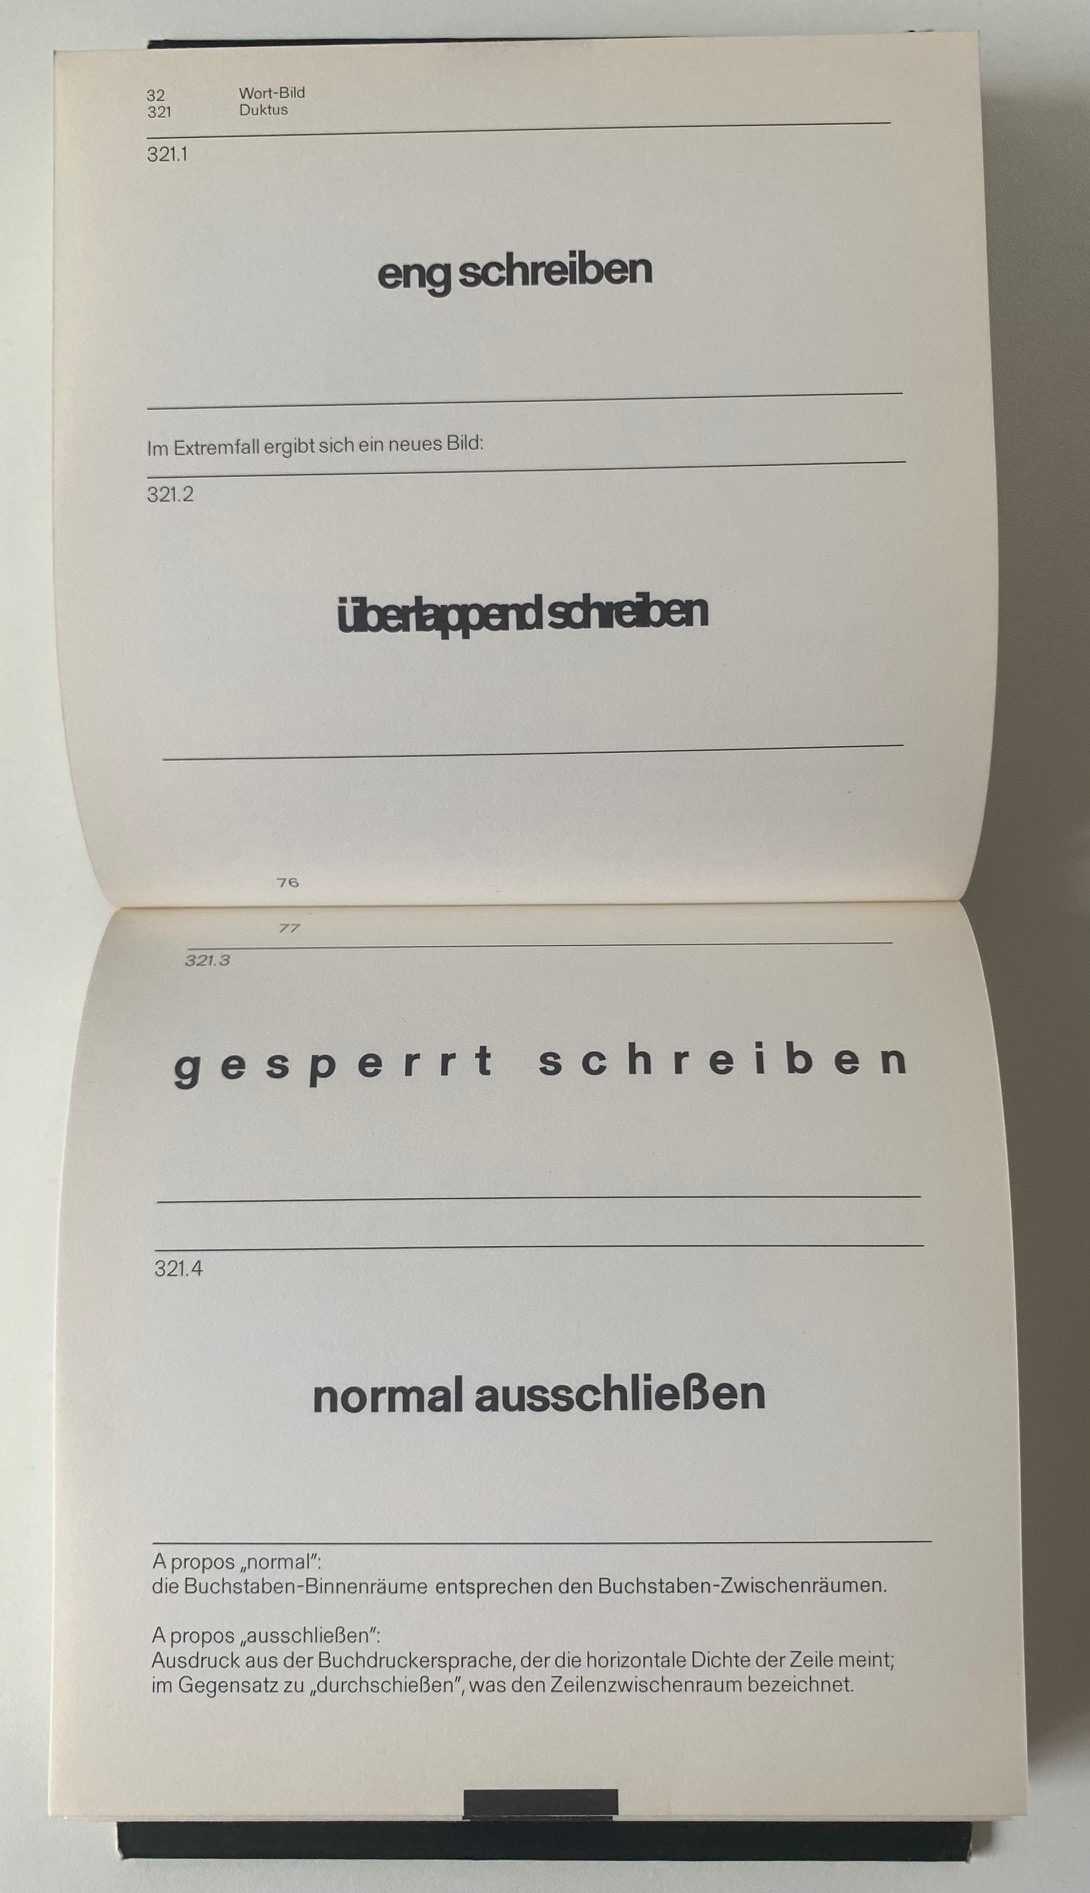 32 Wort-Bild
321 Duktus
321.1
eng schreiben
Im Extremfall ergibt sich ein neues Bild:
321.2
überlappend schreiben
76
77
321.3
gesperrt schreiben
321.4
normal ausschließen
A propos „normal“:
die Buchstaben-Binnenräume entsprechen den Buchstaben-Zwischenräumen.
A propos „ausschließen“:
Ausdruck aus der Buchdruckersprache, der die horizontale Dichte der Zeile meint;
im Gegensatz zu „durchschießen“, was den Zeilenzwischenraum bezeichnet.